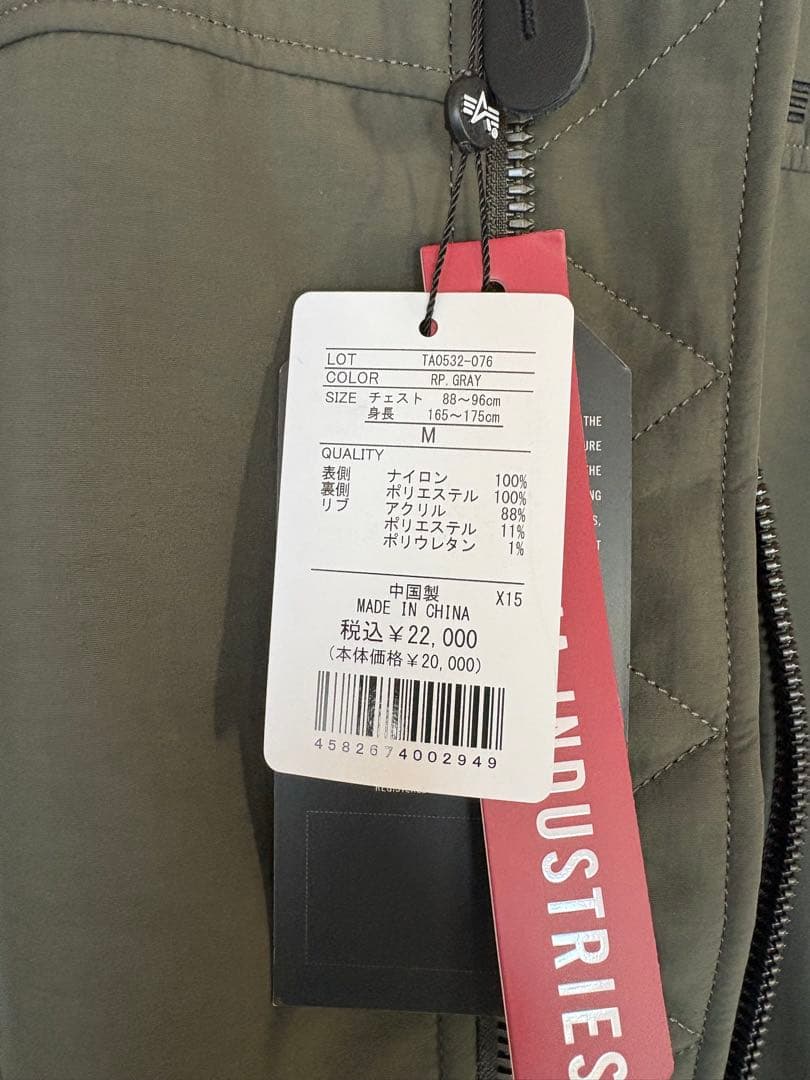 LOT TA0532-076
COLOR RP.GRAY
SIZE チェスト 88～96cm
身長 165～175cm
M
QUALITY
表側 ナイロン 100%
裏側 ポリエステル 100%
リブ アクリル 88%
ポリエステル 11%
ポリウレタン 1%
中国製 X15
MADE IN CHINA
税込￥22,000
(本体価格￥20,000)
4582674002949
THE
THE
INDUSTRIES